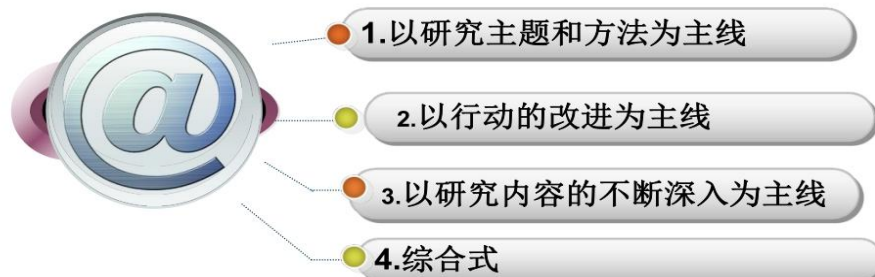 @
1.以研究主题和方法为主线
2.以行动的改进为主线
3.以研究内容的不断深入为主线
4.综合式